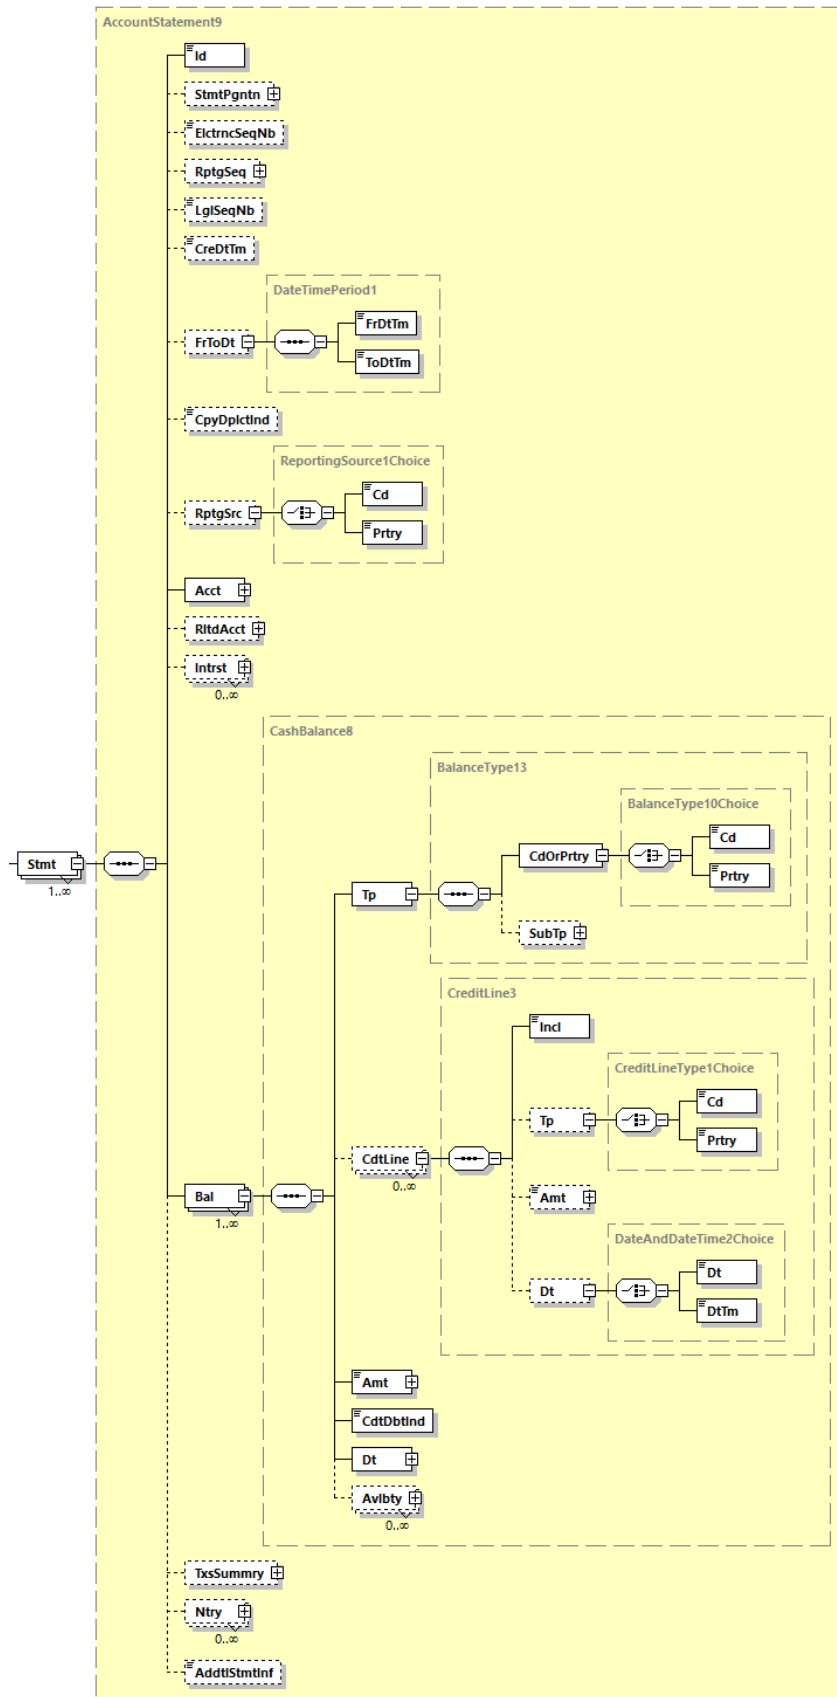 AccountStatement9
Id
StmtPgntn
ElctrncSeqNb
RptgSeq
LglSeqNb
CreDtTm
DateTimePeriod1
FrToDt
FrDtTm
ToDtTm
CpyDplctInd
ReportingSource1Choice
RptgSrc
Cd
Prtry
Acct
RltdAcct
Intrst
0..∞
Stmt
1..∞
CashBalance8
BalanceType13
BalanceType10Choice
Tp
CdOrPrtry
Cd
Prtry
SubTp
CreditLine3
Incl
CreditLineType1Choice
Tp
Cd
Prtry
CdtLine
0..∞
Amt
DateAndDateTime2Choice
Dt
Dt
DtTm
Bal
1..∞
Amt
CdtDbtInd
Dt
Avlbty
0..∞
TxsSummry
Ntry
0..∞
AddtlStmtInf